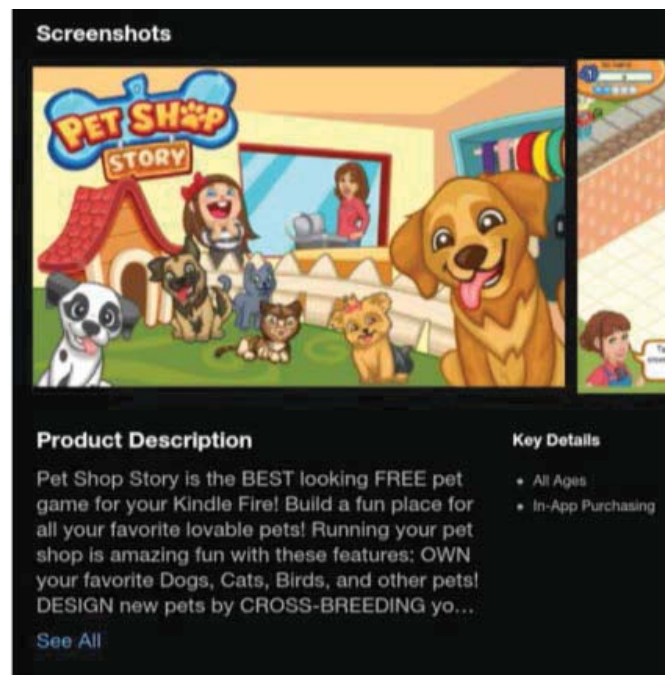 Screenshots
PET SHOP
STORY
1
Product Description
Pet Shop Story is the BEST looking FREE pet
game for your Kindle Fire! Build a fun place for
all your favorite lovable pets! Running your pet
shop is amazing fun with these features: OWN
your favorite Dogs, Cats, Birds, and other pets!
DESIGN new pets by CROSS-BREEDING yo...
See All
Key Details
• All Ages
• In-App Purchasing